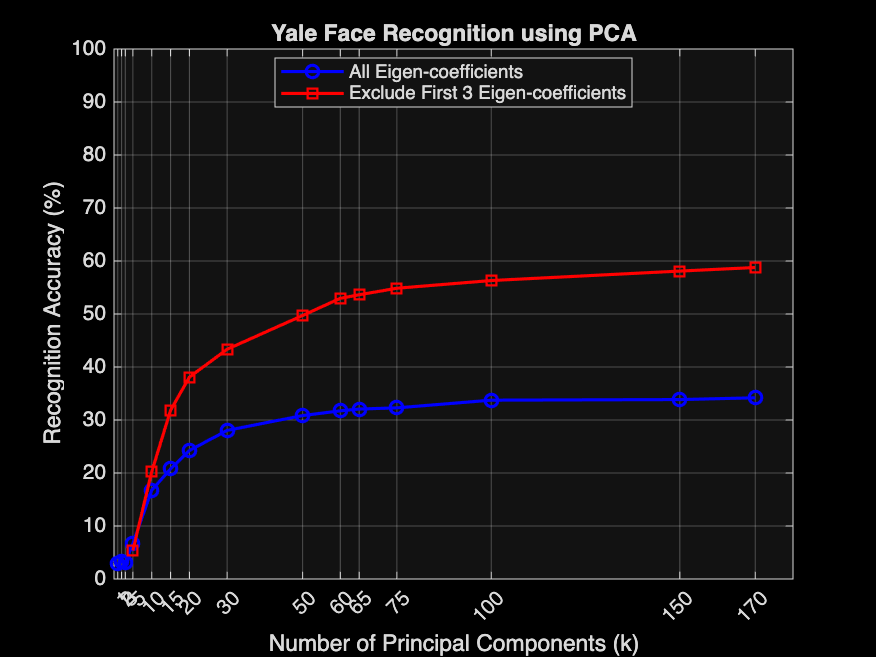 Yale Face Recognition using PCA
All Eigen-coefficients
Exclude First 3 Eigen-coefficients
100
90
80
70
60
50
40
30
20
10
0
Recognition Accuracy (%)
5 10 15 20 30 50 60 65 75 100 150 170
Number of Principal Components (k)